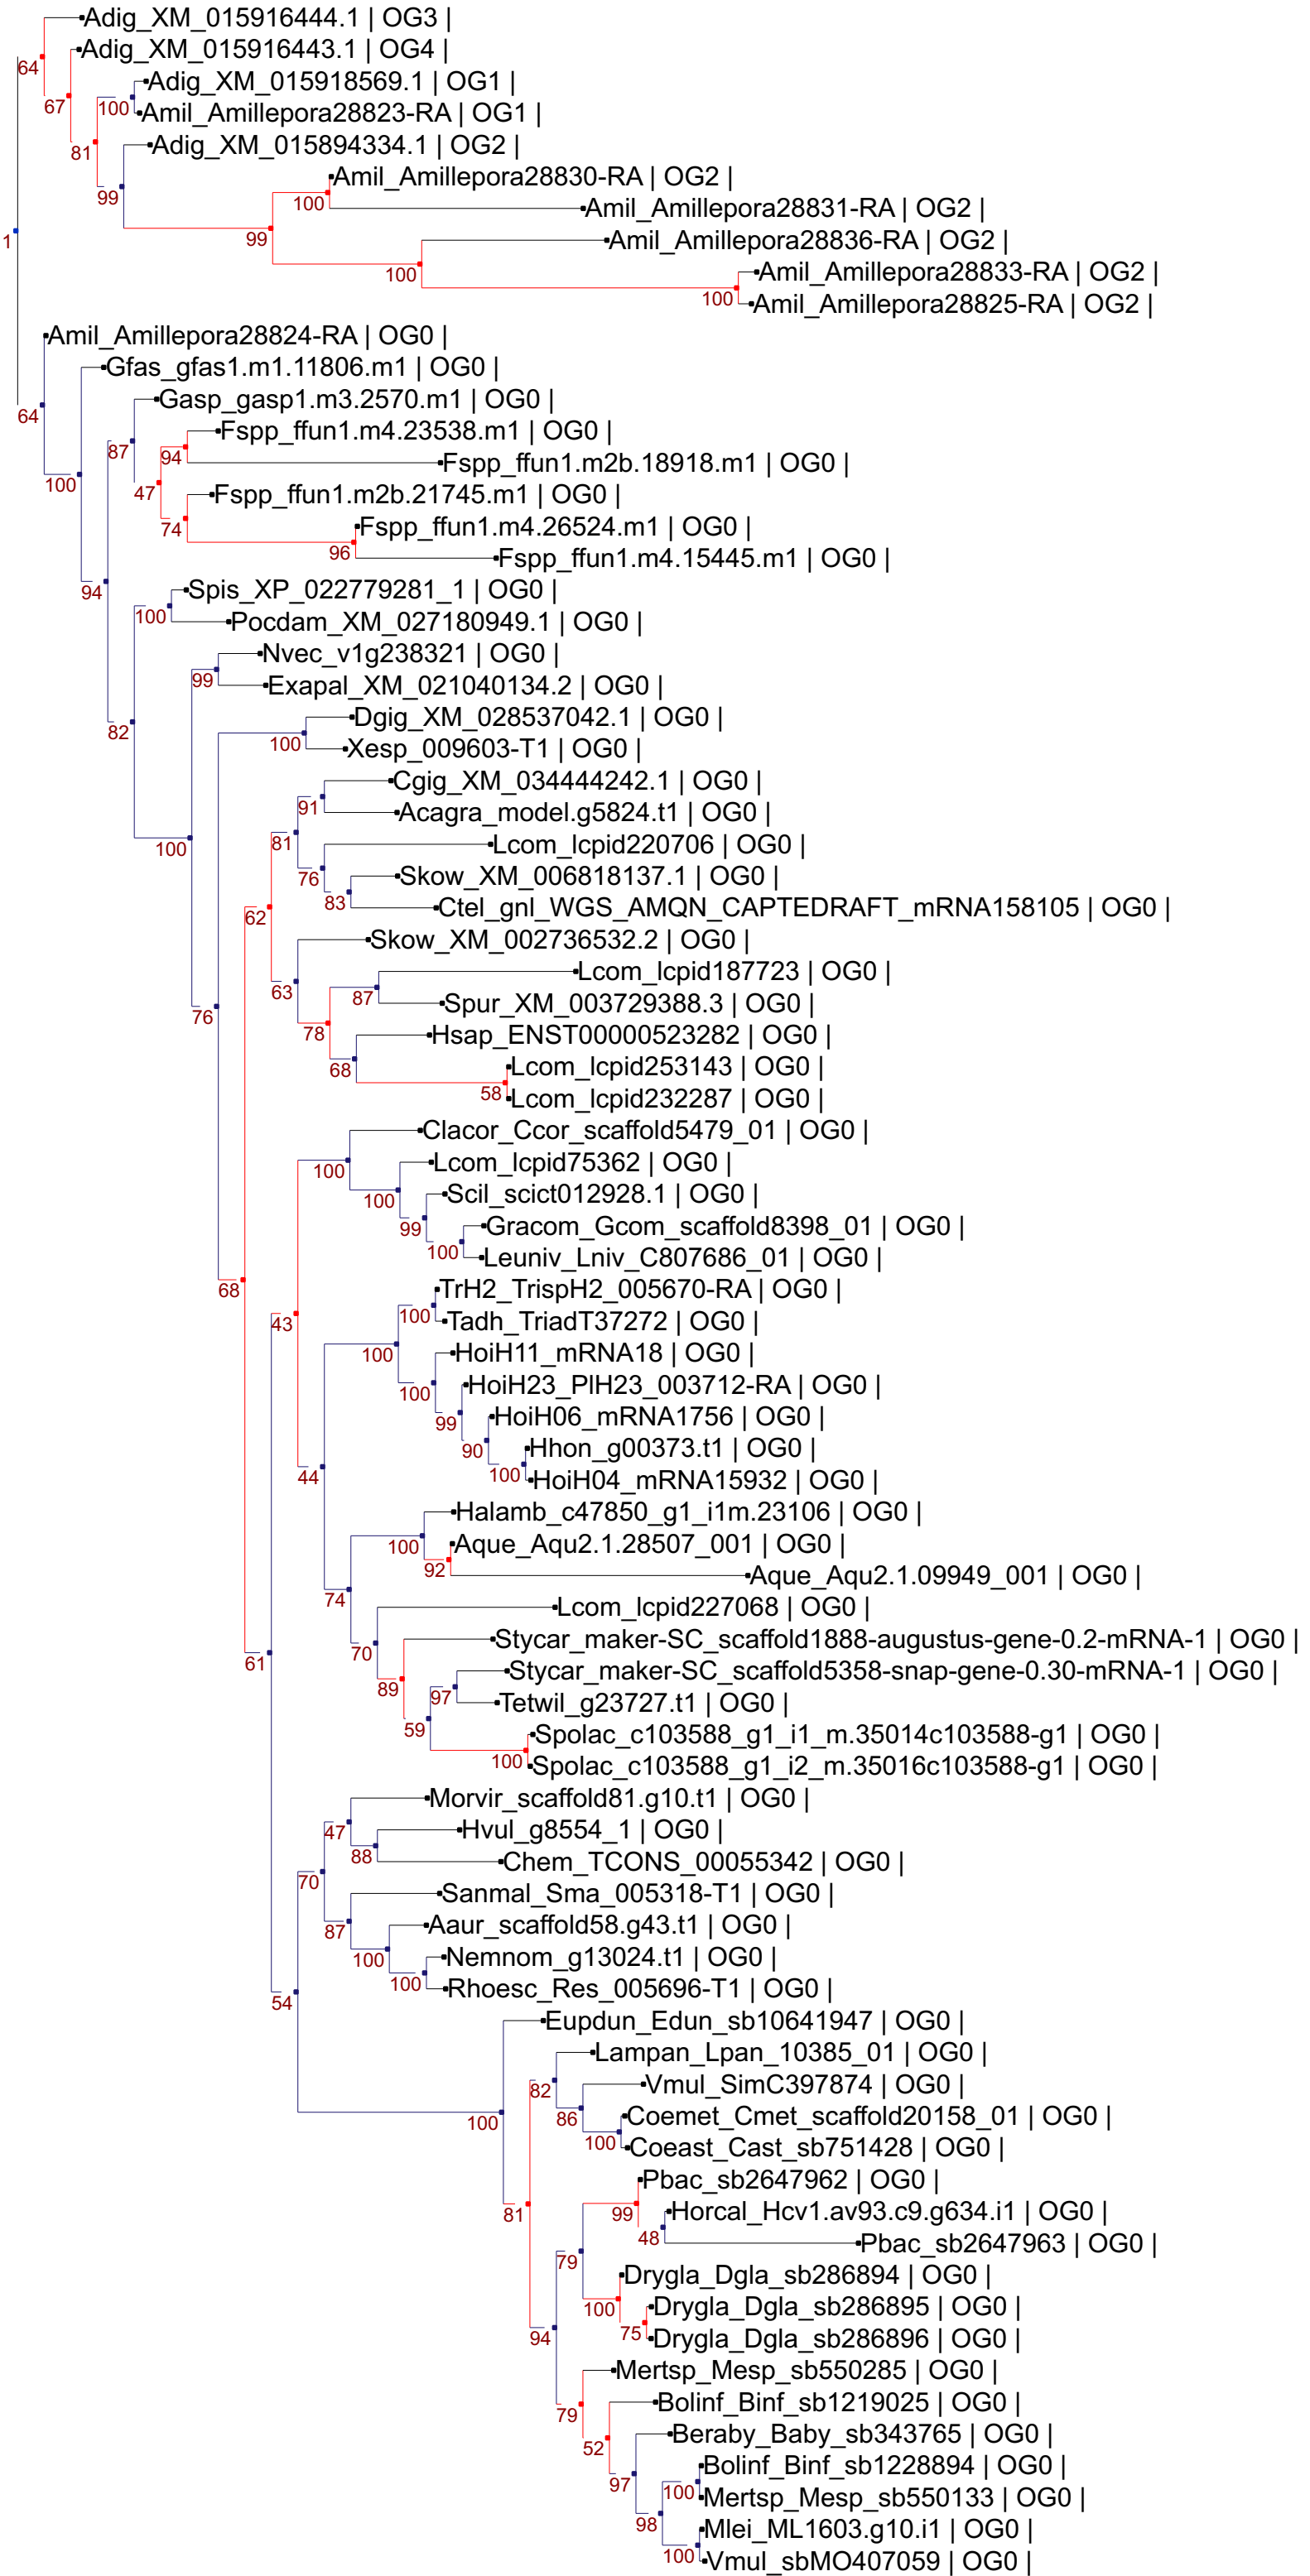 Adig_XM_015916444.1 | OG3 |
64
Adig_XM_015916443.1 | OG4 |
67
Adig_XM_015918569.1 | OG1 |
100
Amil_Amillepora28823-RA | OG1 |
81
Adig_XM_015894334.1 | OG2 |
99
Amil_Amillepora28830-RA | OG2 |
100
Amil_Amillepora28831-RA | OG2 |
1
99
Amil_Amillepora28836-RA | OG2 |
100
Amil_Amillepora28833-RA | OG2 |
100
Amil_Amillepora28825-RA | OG2 |
Amil_Amillepora28824-RA | OG0 |
Gfas_gfas1.m1.11806.m1 | OG0 |
64
Gasp_gasp1.m3.2570.m1 | OG0 |
Fspp_ffun1.m4.23538.m1 | OG0 |
87
94
Fspp_ffun1.m2b.18918.m1 | OG0 |
100
47
Fspp_ffun1.m2b.21745.m1 | OG0 |
74
Fspp_ffun1.m4.26524.m1 | OG0 |
96
Fspp_ffun1.m4.15445.m1 | OG0 |
94
Spis_XP_022779281_1 | OG0 |
100
Pocdam_XM_027180949.1 | OG0 |
Nvec_v1g238321 | OG0 |
99
Exapal_XM_021040134.2 | OG0 |
82
Dgig_XM_028537042.1 | OG0 |
100
Xesp_009603-T1 | OG0 |
Cgig_XM_034444242.1 | OG0 |
91
Acagra_model.g5824.t1 | OG0 |
100
81
Lcom_lcpid220706 | OG0 |
76
Skow_XM_006818137.1 | OG0 |
83
Ctel_gnl_WGS_AMQN_CAPTEDRAFT_mRNA158105 | OG0 |
62
Skow_XM_002736532.2 | OG0 |
Lcom_lcpid187723 | OG0 |
63
87
Spur_XM_003729388.3 | OG0 |
76
78
Hsap_ENST00000523282 | OG0 |
68
Lcom_lcpid253143 | OG0 |
58
Lcom_lcpid232287 | OG0 |
Clacor_Ccor_scaffold5479_01 | OG0 |
100
Lcom_lcpid75362 | OG0 |
100
Scil_scict012928.1 | OG0 |
99
Gracom_Gcom_scaffold8398_01 | OG0 |
100
Leuniv_Lniv_C807686_01 | OG0 |
68
TrH2_TrispH2_005670-RA | OG0 |
100
43
Tadh_TriadT37272 | OG0 |
100
HoiH11_mRNA18 | OG0 |
100
HoiH23_PlH23_003712-RA | OG0 |
99
HoiH06_mRNA1756 | OG0 |
90
Hhon_g00373.t1 | OG0 |
44
100
HoiH04_mRNA15932 | OG0 |
Halamb_c47850_g1_i1m.23106 | OG0 |
100
Aque_Aqu2.1.28507_001 | OG0 |
92
Aque_Aqu2.1.09949_001 | OG0 |
74
Lcom_lcpid227068 | OG0 |
Stycar_maker-SC_scaffold1888-augustus-gene-0.2-mRNA-1 | OG0 |
61
70
Stycar_maker-SC_scaffold5358-snap-gene-0.30-mRNA-1 | OG0 |
89
97
Tetwil_g23727.t1 | OG0 |
59
Spolac_c103588_g1_i1_m.35014c103588-g1 | OG0 |
100
Spolac_c103588_g1_i2_m.35016c103588-g1 | OG0 |
Morvir_scaffold81.g10.t1 | OG0 |
47
Hvul_g8554_1 | OG0 |
88
Chem_TCONS_00055342 | OG0 |
70
Sanmal_Sma_005318-T1 | OG0 |
87
Aaur_scaffold58.g43.t1 | OG0 |
100
Nemnom_g13024.t1 | OG0 |
100
Rhoesc_Res_005696-T1 | OG0 |
54
Eupdun_Edun_sb10641947 | OG0 |
Lampan_Lpan_10385_01 | OG0 |
82
Vmul_SimC397874 | OG0 |
100
86
Coemet_Cmet_scaffold20158_01 | OG0 |
100
Coeast_Cast_sb751428 | OG0 |
Pbac_sb2647962 | OG0 |
81
99
Horcal_Hcv1.av93.c9.g634.i1 | OG0 |
48
Pbac_sb2647963 | OG0 |
79
Drygla_Dgla_sb286894 | OG0 |
100
Drygla_Dgla_sb286895 | OG0 |
94
75
Drygla_Dgla_sb286896 | OG0 |
Mertsp_Mesp_sb550285 | OG0 |
79
Bolinf_Binf_sb1219025 | OG0 |
52
Beraby_Baby_sb343765 | OG0 |
97
Bolinf_Binf_sb1228894 | OG0 |
100
Mertsp_Mesp_sb550133 | OG0 |
98
Mlei_ML1603.g10.i1 | OG0 |
100
Vmul_sbMO407059 | OG0 |